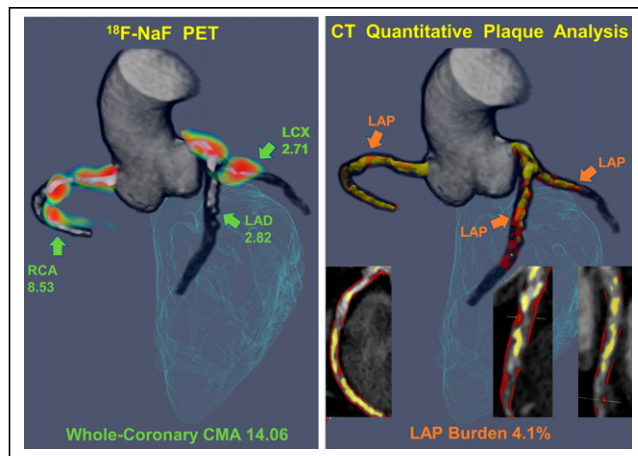 ¹⁸F-NaF PET
LCX
2.71
LAD
2.82
RCA
8.53
Whole-Coronary CMA 14.06
CT Quantitative Plaque Analysis
LAP
LAP
LAP
LAP Burden 4.1%